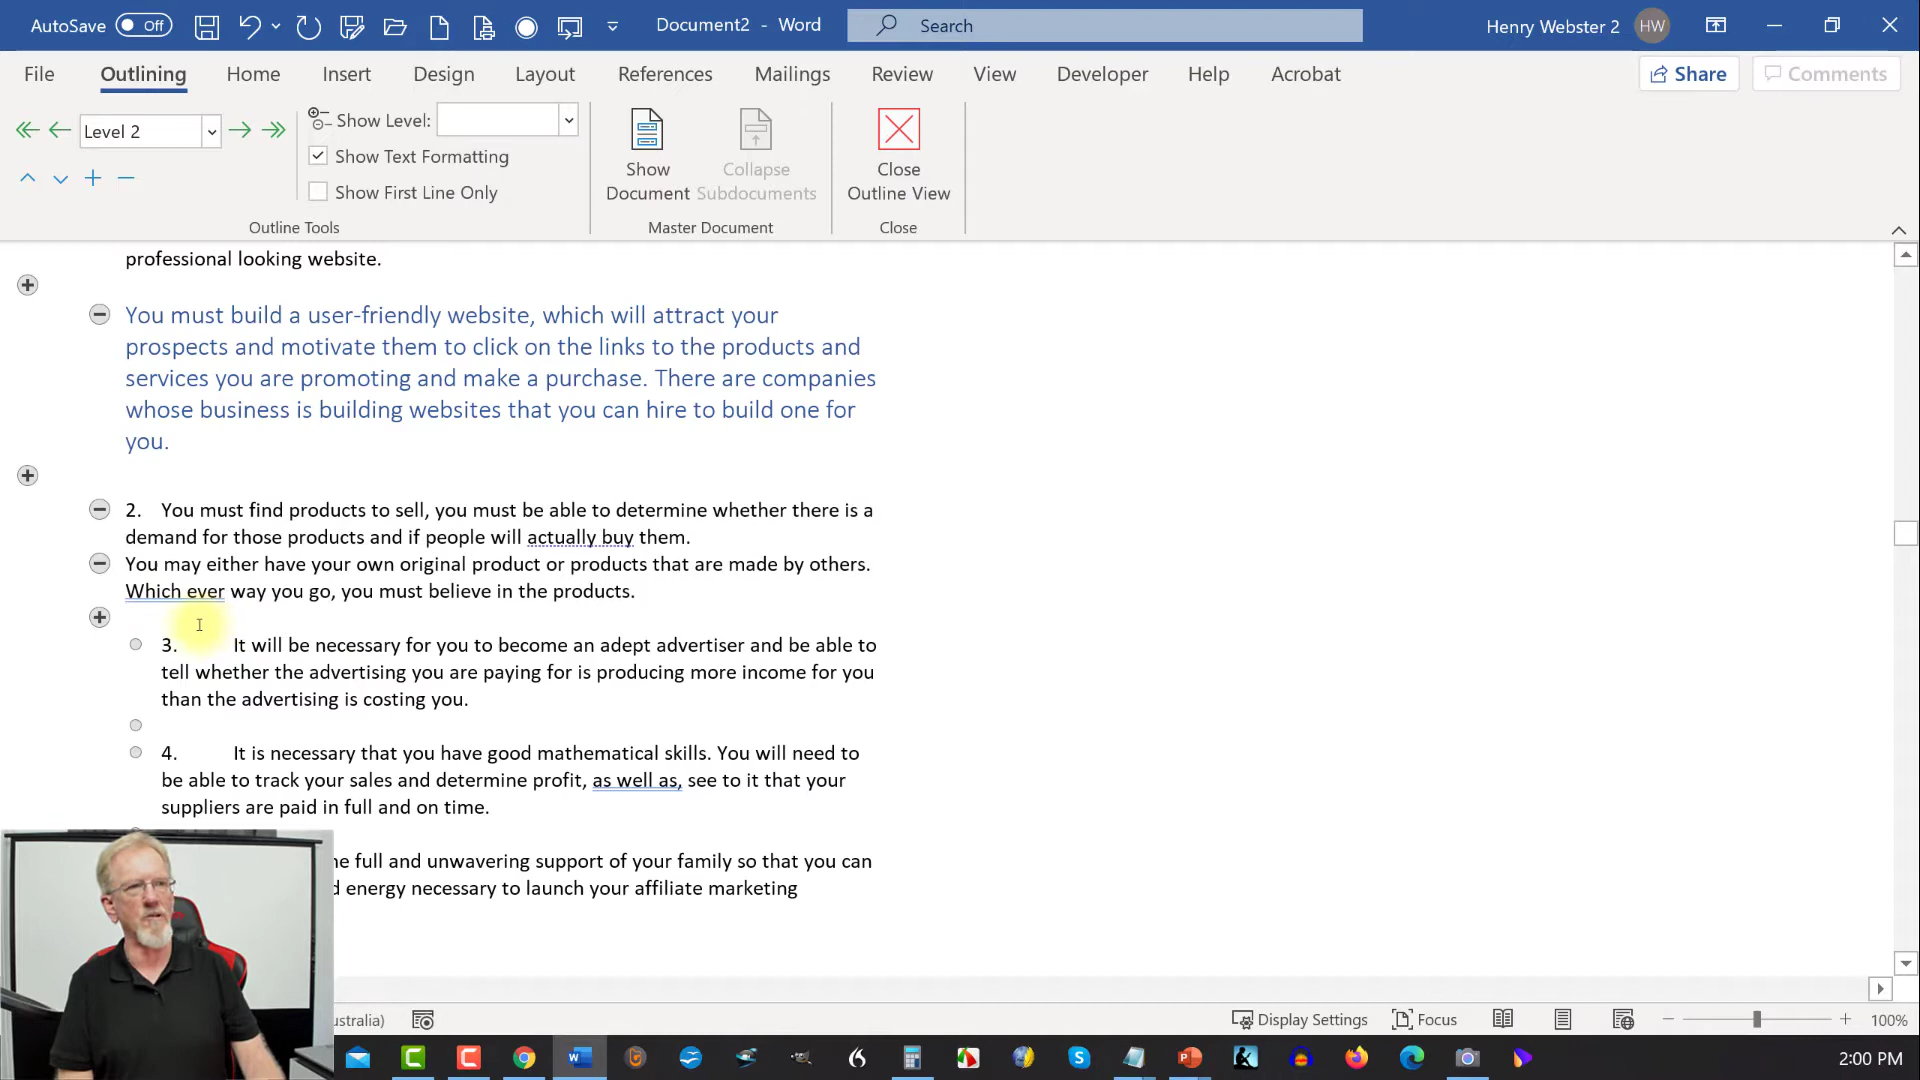 AutoSave Off Document2 - Word Search Henry Webster 2 HW
File Outlining Home Insert Design Layout References Mailings Review View Developer Help Acrobat Share Comments
Level 2 Show Level:
Show Text Formatting
Show First Line Only
Show Document
Collapse Subdocuments
Close Outline View
Outline Tools Master Document Close
professional looking website.
You must build a user-friendly website, which will attract your
prospects and motivate them to click on the links to the products and
services you are promoting and make a purchase. There are companies
whose business is building websites that you can hire to build one for
you.
2. You must find products to sell, you must be able to determine whether there is a
demand for those products and if people will actually buy them.
You may either have your own original product or products that are made by others.
Which ever way you go, you must believe in the products.
3. It will be necessary for you to become an adept advertiser and be able to
tell whether the advertising you are paying for is producing more income for you
than the advertising is costing you.
4. It is necessary that you have good mathematical skills. You will need to
be able to track your sales and determine profit, as well as, see to it that your
suppliers are paid in full and on time.
full and unwavering support of your family so that you can
energy necessary to launch your affiliate marketing
ustralia) Display Settings Focus 100%
2:00 PM